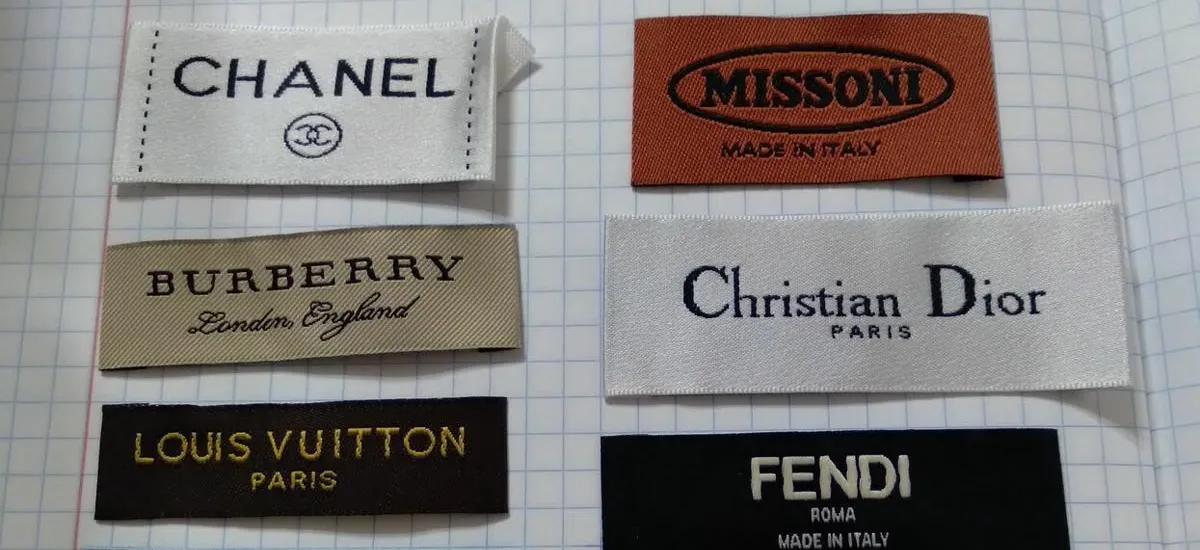 CHANEL
MISSONI
MADE IN ITALY
BURBERRY
London, England
Christian Dior
PARIS
LOUIS VUITTON
PARIS
FENDI
ROMA
MADE IN ITALY